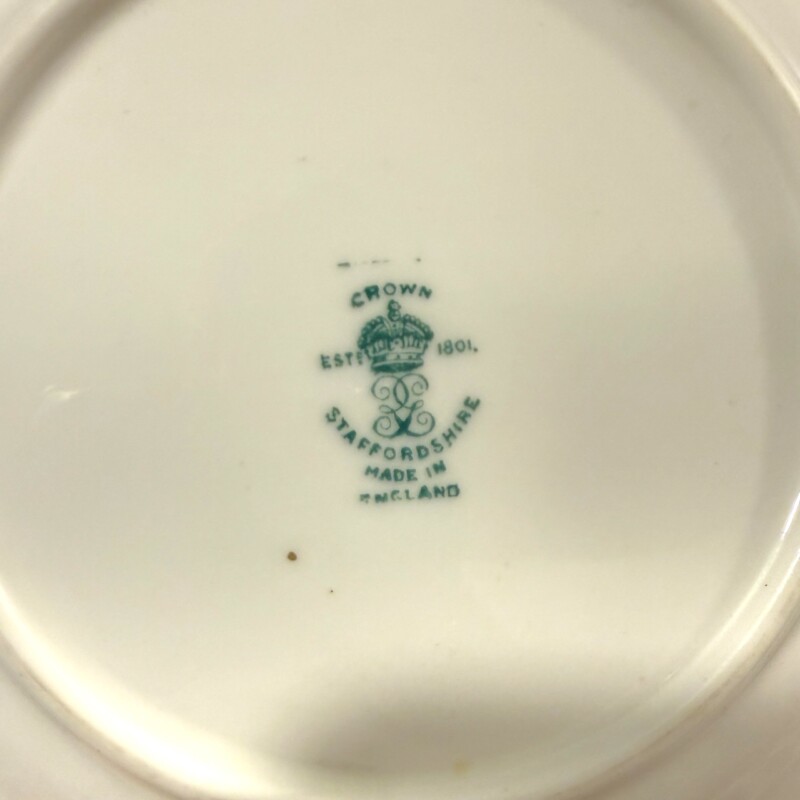 CROWN
ESTD 1801.
STAFFORDSHIRE
MADE IN
ENGLAND